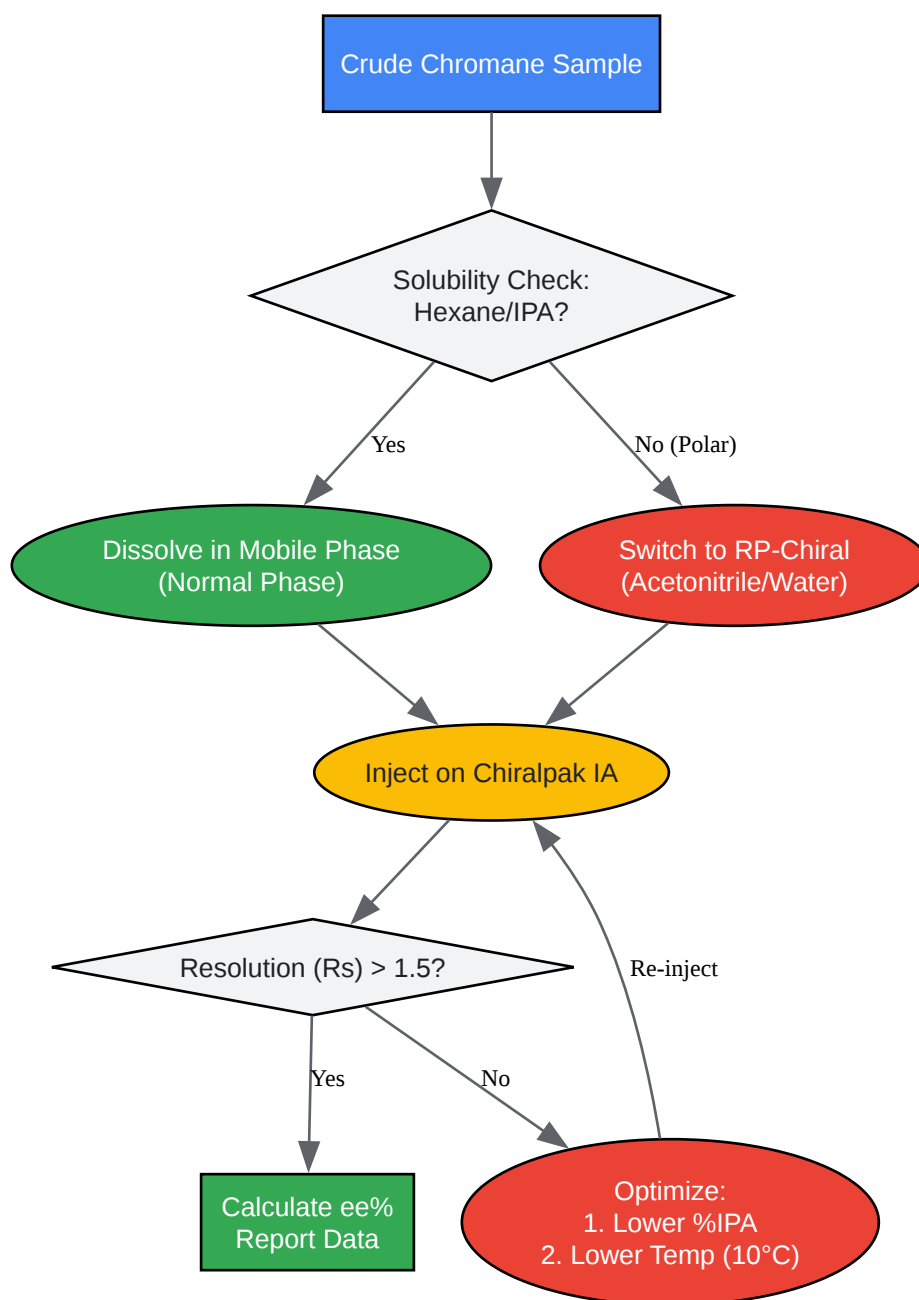 Crude Chromane Sample
Solubility Check:
Hexane/IPA?
Yes
No (Polar)
Dissolve in Mobile Phase
(Normal Phase)
Switch to RP-Chiral
(Acetonitrile/Water)
Inject on Chiralpak IA
Resolution (Rs) > 1.5?
Re-inject
Yes
No
Calculate ee%
Report Data
Optimize:
1. Lower %IPA
2. Lower Temp (10°C)